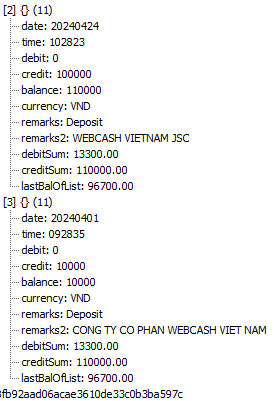 [2] {} (11)
date: 20240424
time: 102823
debit: 0
credit: 100000
balance: 110000
currency: VND
remarks: Deposit
remarks2: WEBCASH VIETNAM JSC
debitSum: 13300.00
creditSum: 110000.00
lastBalOfList: 96700.00
[3] {} (11)
date: 20240401
time: 092835
debit: 0
credit: 10000
balance: 10000
currency: VND
remarks: Deposit
remarks2: CONG TY CO PHAN WEBCASH VIET NAM
debitSum: 13300.00
creditSum: 110000.00
lastBalOfList: 96700.00
fb92aad06acae3610de33c0b3ba597c